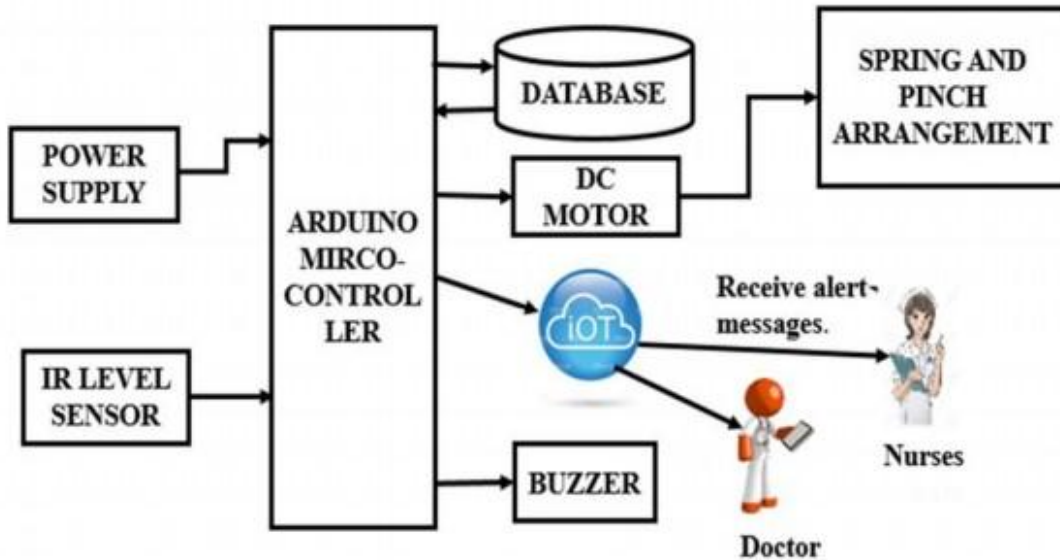 POWER
SUPPLY
IR LEVEL
SENSOR
ARDUINO
MIRCO-
CONTROL
LER
DATABASE
DC
MOTOR
SPRING AND
PINCH
ARRANGEMENT
iOT
Receive alert-
messages.
Nurses
Doctor
BUZZER